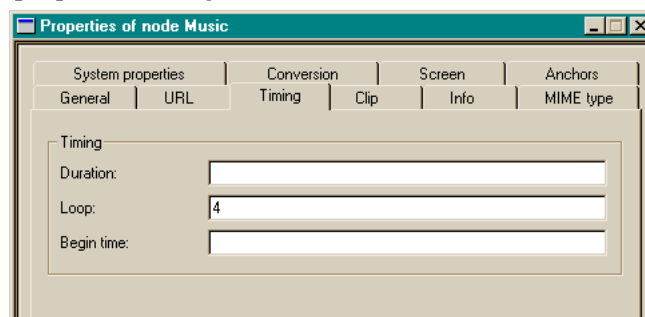 Properties of node Music
System properties Conversion Screen Anchors
General URL Timing Clip Info MIME type
Timing
Duration:
Loop: 4
Begin time: